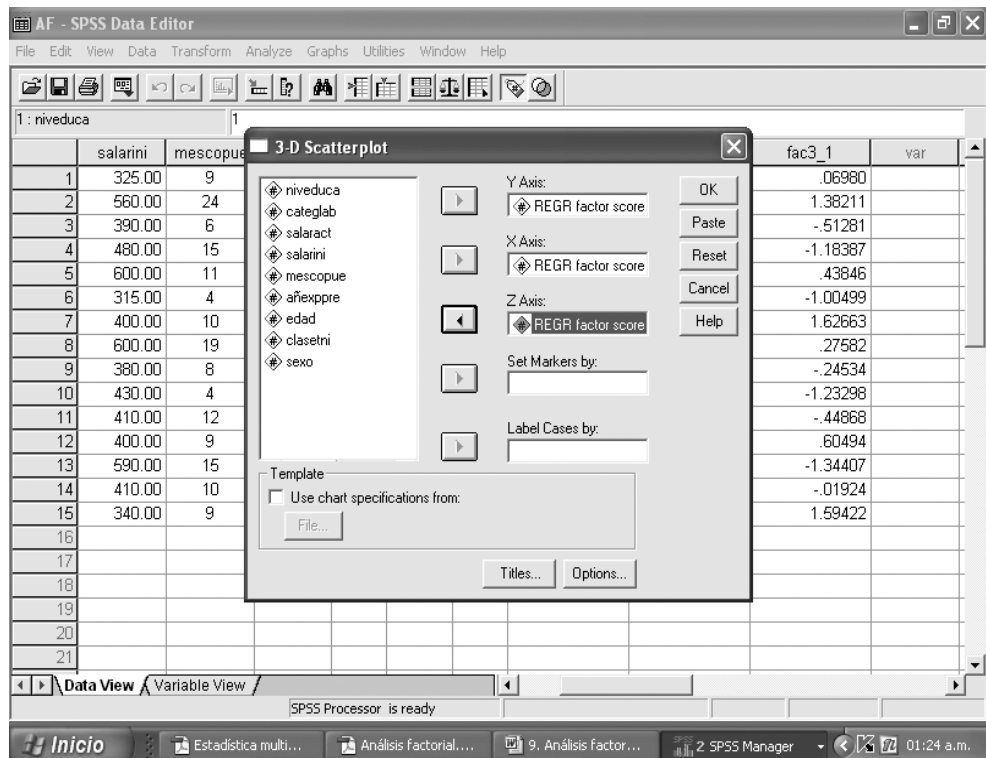 AF - SPSS Data Editor
File Edit View Data Transform Analyze Graphs Utilities Window Help
1 : niveduca 1
salarini mescopue fac3_1 var
1 325.00 9 .06980
2 560.00 24 1.38211
3 390.00 6 -.51281
4 480.00 15 -1.18387
5 600.00 11 .43846
6 315.00 4 -1.00499
7 400.00 10 1.62663
8 600.00 19 .27582
9 380.00 8 -.24534
10 430.00 4 -1.23298
11 410.00 12 -.44868
12 400.00 9 .60494
13 590.00 15 -1.34407
14 410.00 10 -.01924
15 340.00 9 1.59422
16
17
18
19
20
21
3-D Scatterplot
niveduca
categlab
salaract
salarini
mescopue
añexppre
edad
clasetni
sexo
Y Axis:
REGR factor score
X Axis:
REGR factor score
Z Axis:
REGR factor score
Set Markers by:
Label Cases by:
OK
Paste
Reset
Cancel
Help
Template
Use chart specifications from:
File...
Titles... Options...
Data View Variable View
SPSS Processor is ready
Inicio Estadística multi... Análisis factorial.... 9. Análisis factor... 2 SPSS Manager 01:24 a.m.